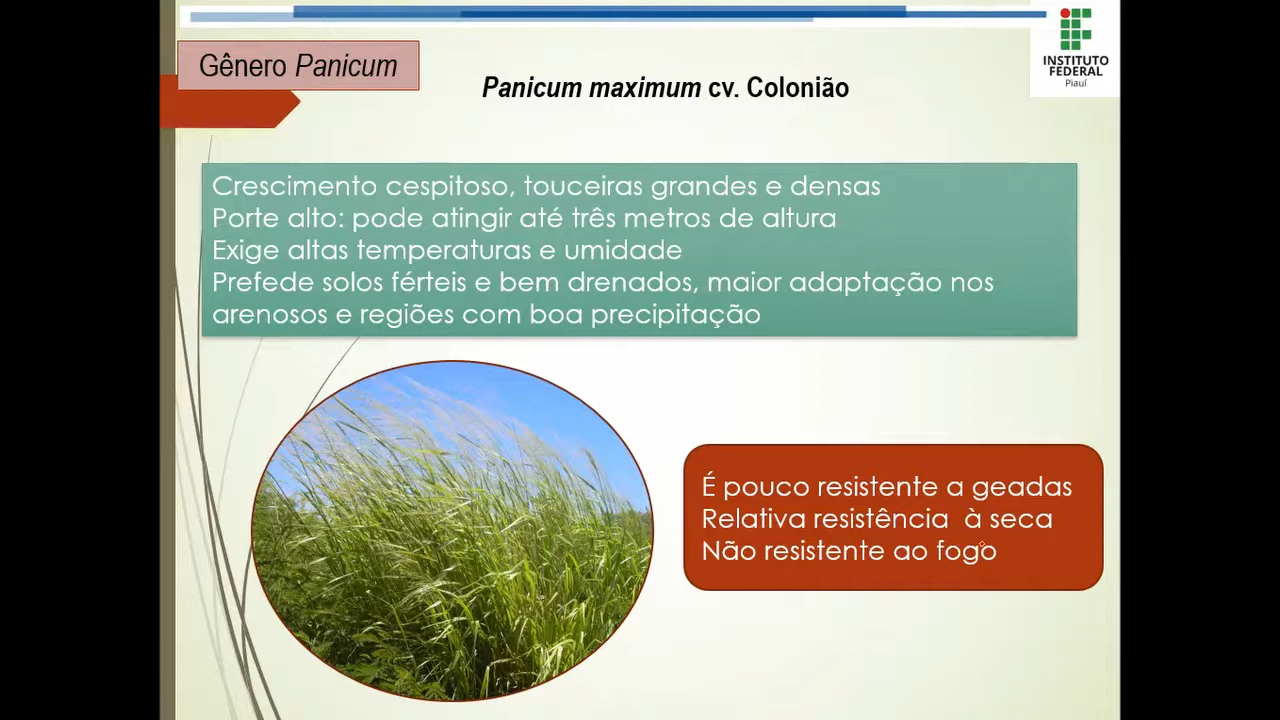 Gênero Panicum
Panicum maximum cv. Colonião
INSTITUTO
FEDERAL
Piauí
Crescimento cespitoso, touceiras grandes e densas
Porte alto: pode atingir até três metros de altura
Exige altas temperaturas e umidade
Prefede solos férteis e bem drenados, maior adaptação nos
arenosos e regiões com boa precipitação
É pouco resistente a geadas
Relativa resistência à seca
Não resistente ao fogo